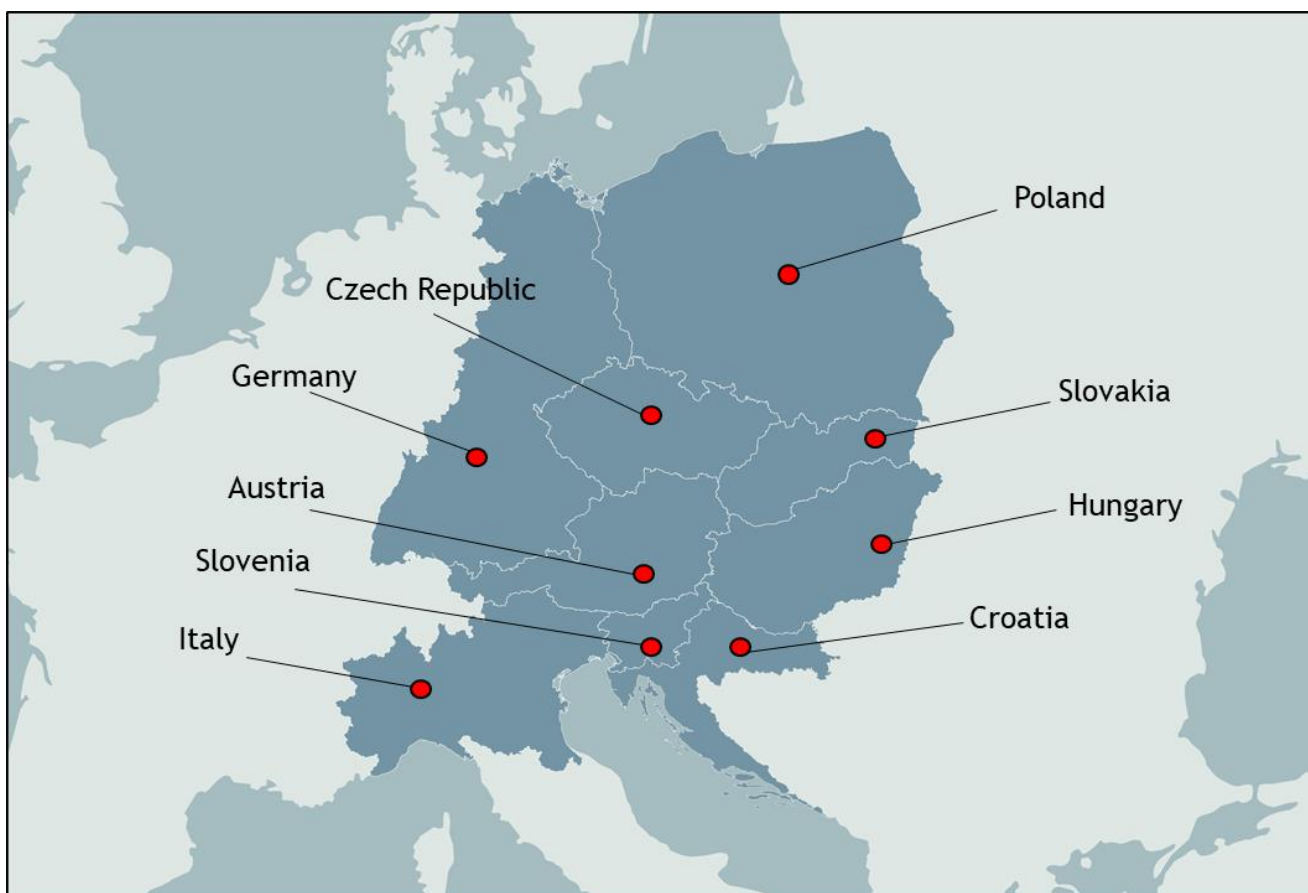 Poland
Czech Republic
Germany
Slovakia
Austria
Hungary
Slovenia
Croatia
Italy